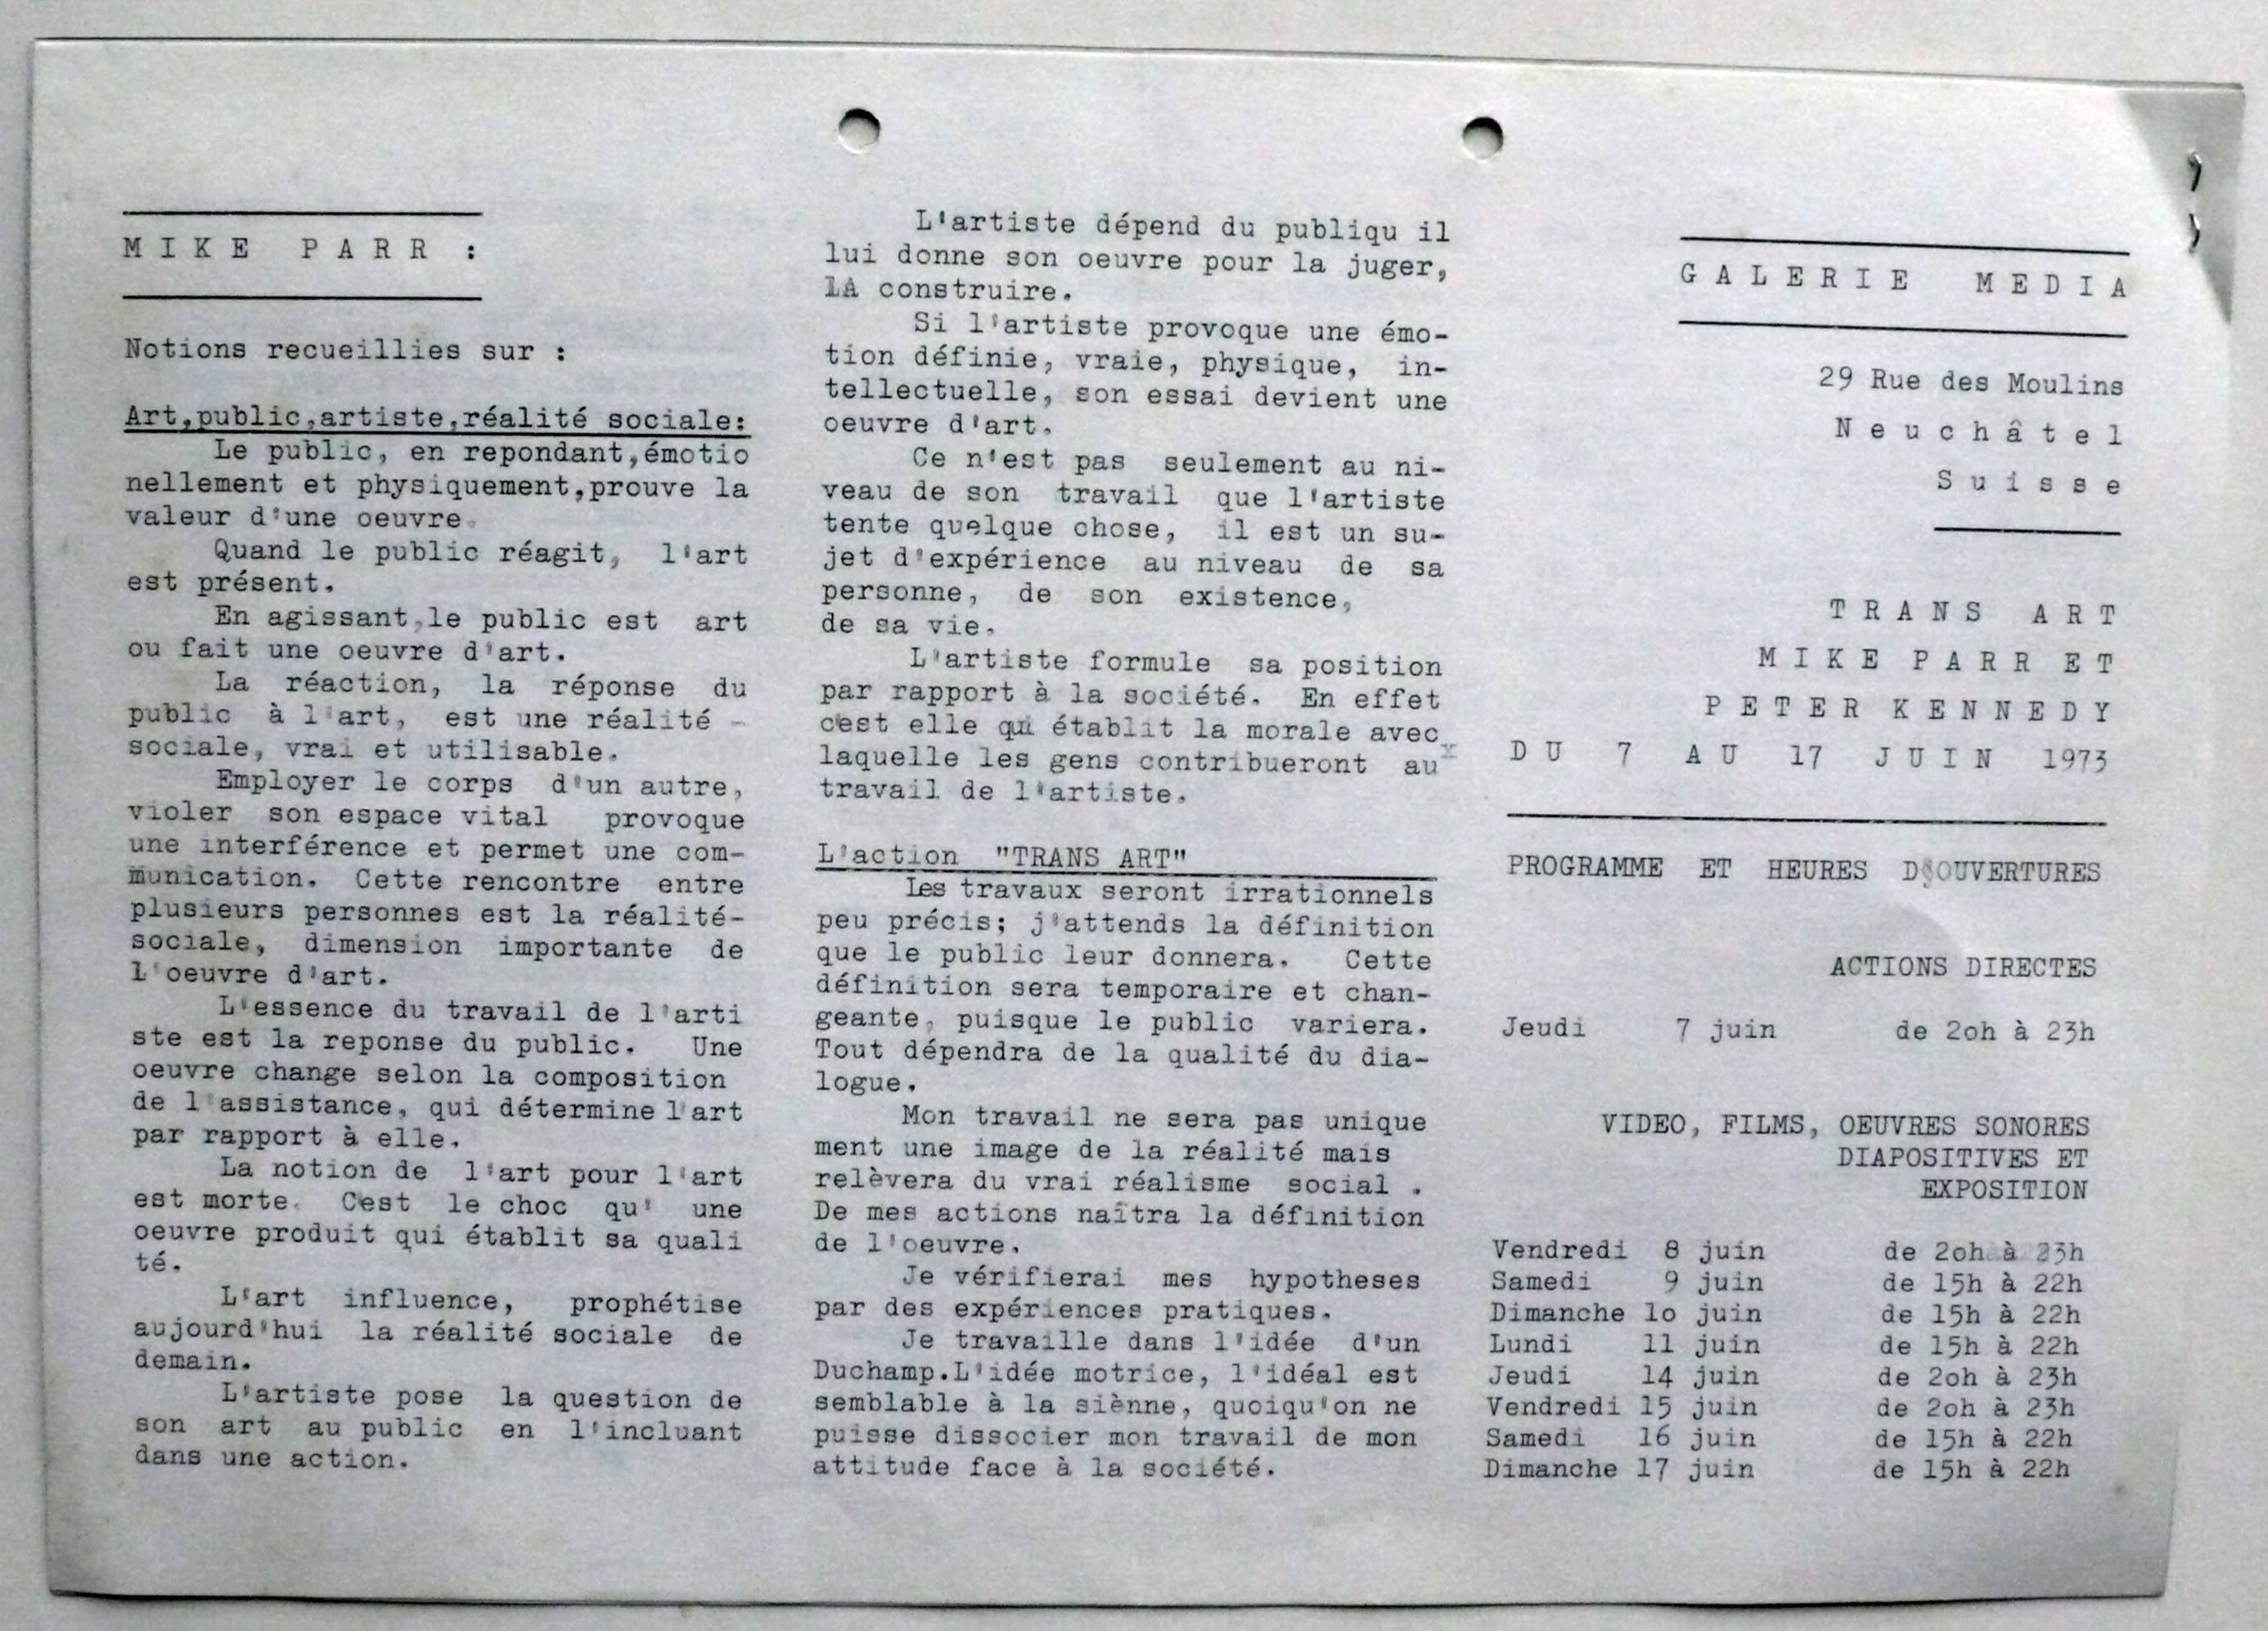 MIKE PARR :
Notions recueillies sur :
Art,public,artiste,réalité sociale:
Le public, en repondant,émotio
nellement et physiquement,prouve la
valeur d'une oeuvre.
Quand le public réagit, l'art
est présent.
En agissant,le public est art
ou fait une oeuvre d'art.
La réaction, la réponse du
public à l'art, est une réalité -
sociale, vrai et utilisable.
Employer le corps d'un autre,
violer son espace vital provoque
une interférence et permet une com-
munication. Cette rencontre entre
plusieurs personnes est la réalité-
sociale, dimension importante de
l'oeuvre d'art.
L'essence du travail de l'arti
ste est la reponse du public. Une
oeuvre change selon la composition
de l'assistance, qui détermine l'art
par rapport à elle.
La notion de l'art pour l'art
est morte. C'est le choc qu' une
oeuvre produit qui établit sa quali
té.
L'art influence, prophétise
aujourd'hui la réalité sociale de
demain.
L'artiste pose la question de
son art au public en l'incluant
dans une action.
L'artiste dépend du publiqu il
lui donne son oeuvre pour la juger,
LA construire.
Si l'artiste provoque une émo-
tion définie, vraie, physique, in-
tellectuelle, son essai devient une
oeuvre d'art.
Ce n'est pas seulement au ni-
veau de son travail que l'artiste
tente quelque chose, il est un su-
jet d'expérience au niveau de sa
personne, de son existence,
de sa vie.
L'artiste formule sa position
par rapport à la société. En effet
c'est elle qui établit la morale avec
laquelle les gens contribueront au
travail de l'artiste.
L'action "TRANS ART"
Les travaux seront irrationnels
peu précis; j'attends la définition
que le public leur donnera. Cette
définition sera temporaire et chan-
geante, puisque le public variera.
Tout dépendra de la qualité du dia-
logue.
Mon travail ne sera pas unique
ment une image de la réalité mais
relèvera du vrai réalisme social .
De mes actions naîtra la définition
de l'oeuvre.
Je vérifierai mes hypotheses
par des expériences pratiques.
Je travaille dans l'idée d'un
Duchamp.L'idée motrice, l'idéal est
semblable à la siènne, quoiqu'on ne
puisse dissocier mon travail de mon
attitude face à la société.
GALERIE MEDIA
29 Rue des Moulins
Neuchâtel
Suisse
TRANS ART
MIKE PARR ET
PETER KENNEDY
DU 7 AU 17 JUIN 1973
PROGRAMME ET HEURES D'OUVERTURES
ACTIONS DIRECTES
Jeudi 7 juin de 2oh à 23h
VIDEO, FILMS, OEUVRES SONORES
DIAPOSITIVES ET
EXPOSITION
Vendredi 8 juin de 2oh à 23h
Samedi 9 juin de 15h à 22h
Dimanche 1o juin de 15h à 22h
Lundi 11 juin de 15h à 22h
Jeudi 14 juin de 2oh à 23h
Vendredi 15 juin de 2oh à 23h
Samedi 16 juin de 15h à 22h
Dimanche 17 juin de 15h à 22h